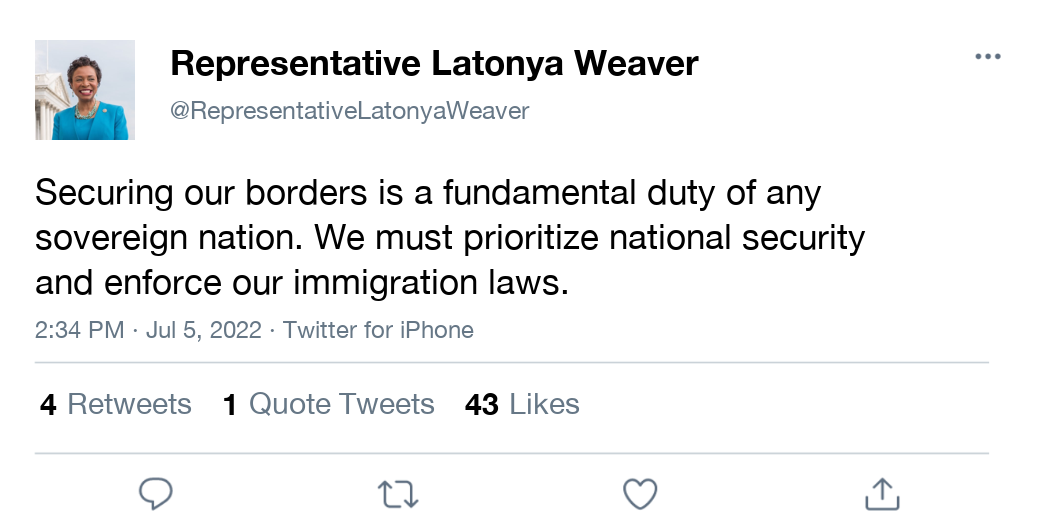 Representative Latonya Weaver
@RepresentativeLatonyaWeaver
Securing our borders is a fundamental duty of any
sovereign nation. We must prioritize national security
and enforce our immigration laws.
2:34 PM · Jul 5, 2022 · Twitter for iPhone
4 Retweets 1 Quote Tweets 43 Likes